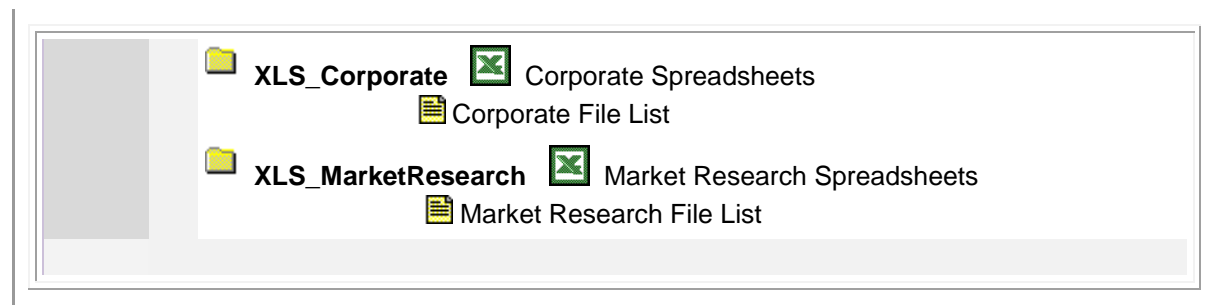 XLS_Corporate Corporate Spreadsheets
Corporate File List
XLS_MarketResearch Market Research Spreadsheets
Market Research File List